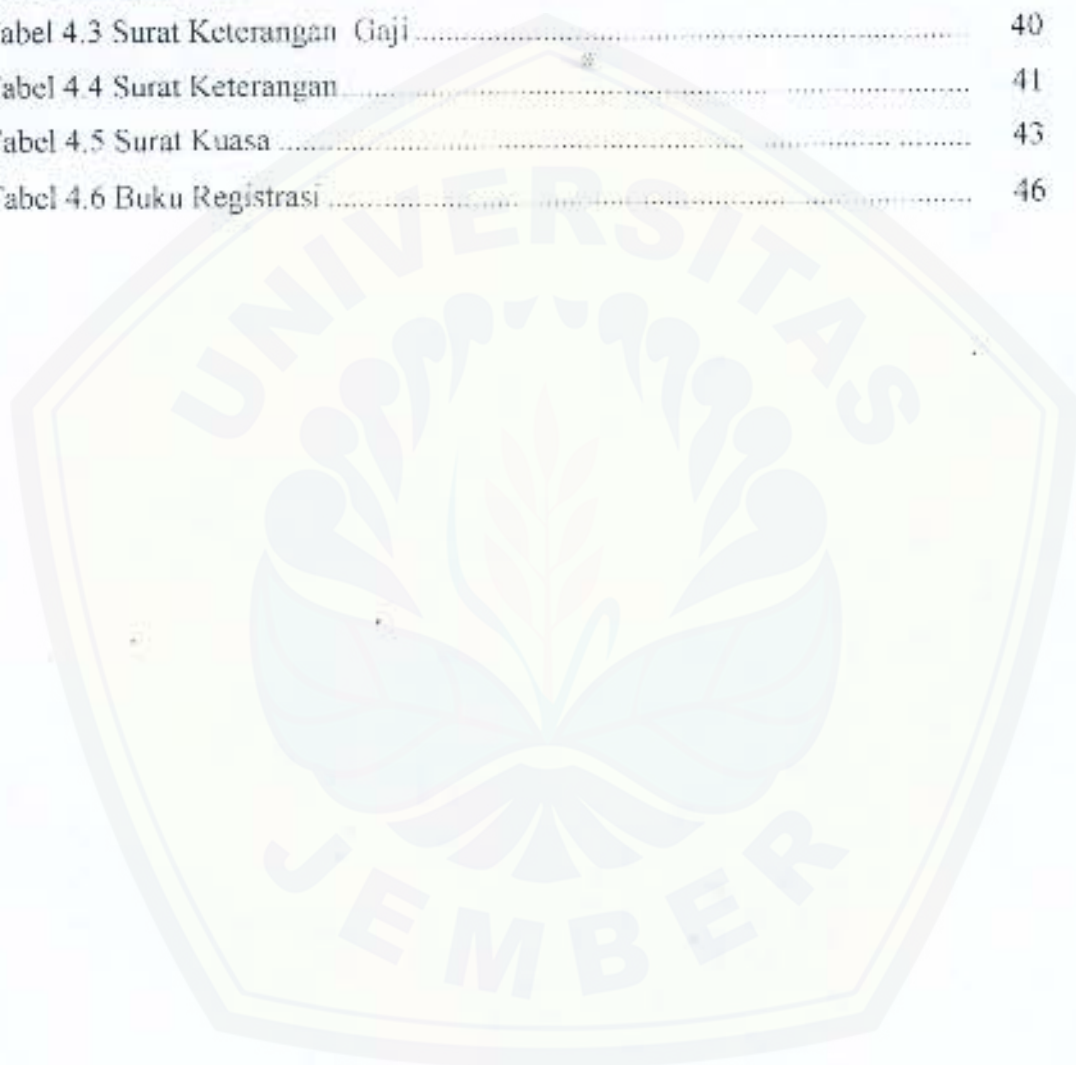 abel 4.3 Surat Keterangan Gaji........................................ 40
abel 4.4 Surat Keterangan........................................ 41
abel 4.5 Surat Kuasa ........................................ 43
abel 4.6 Buku Registrasi ........................................ 46
UNIVERSITAS
JEMBER